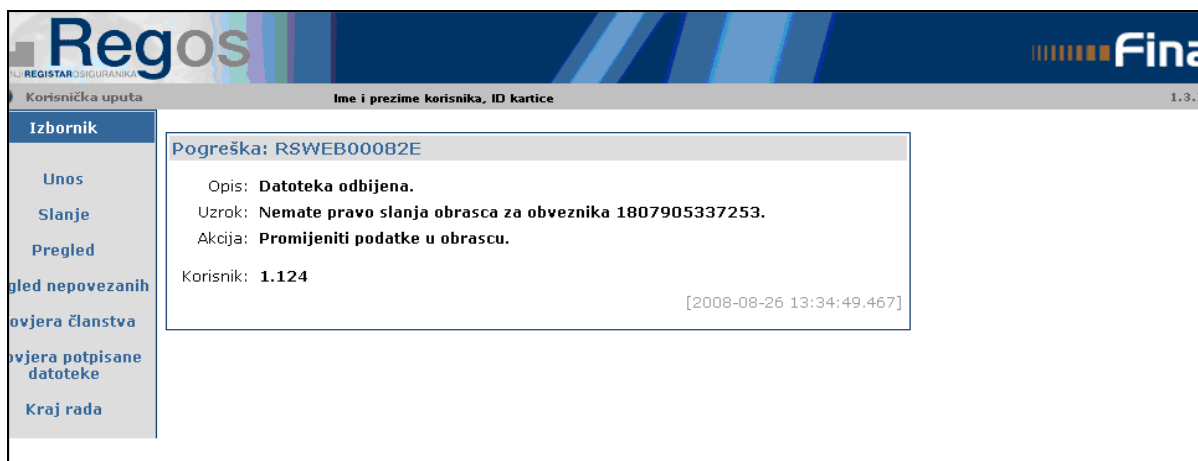 Regos
REGISTAROSIGURANIKA
Fina
Korisnička uputa
Ime i prezime korisnika, ID kartice
1.3.
Izbornik
Unos
Slanje
Pregled
gled nepovezanih
ovjera članstva
ovjera potpisane
datoteke
Kraj rada
Pogreška: RSWEB00082E
Opis: Datoteka odbijena.
Uzrok: Nemate pravo slanja obrasca za obveznika 1807905337253.
Akcija: Promijeniti podatke u obrascu.
Korisnik: 1.124
[2008-08-26 13:34:49.467]